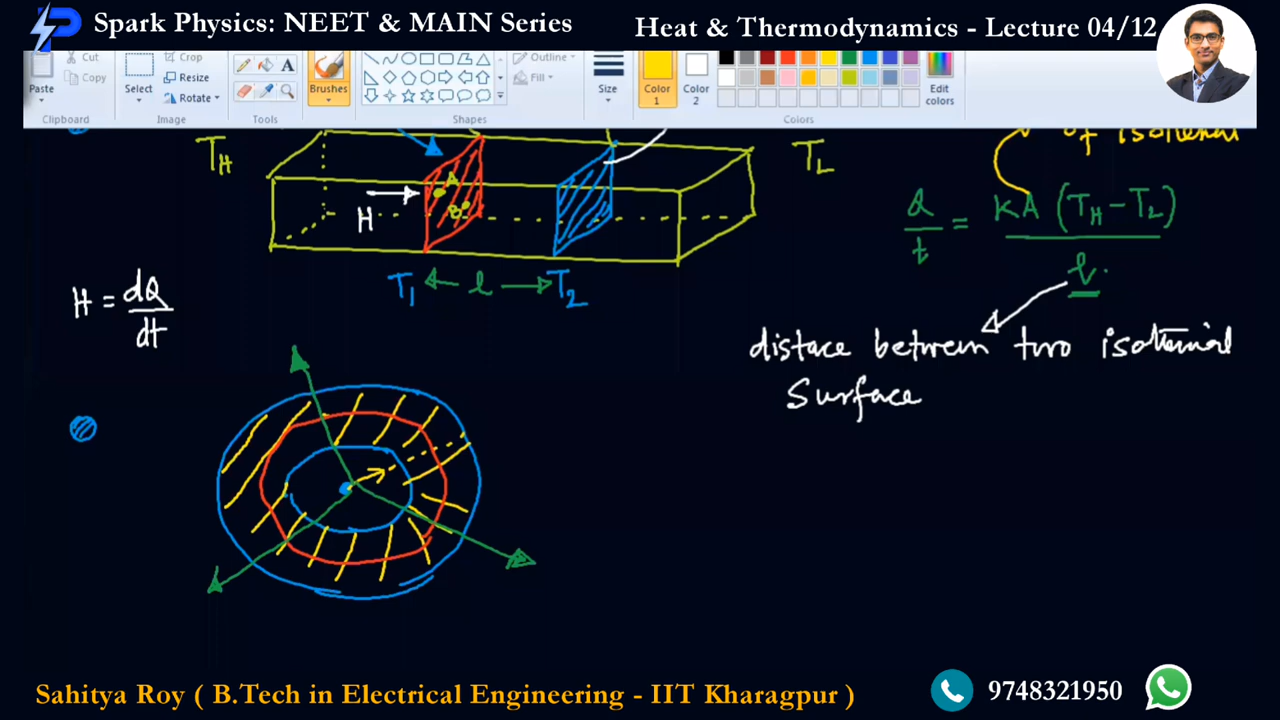 Spark Physics: NEET & MAIN Series
Heat & Thermodynamics - Lecture 04/12
Cut
Copy
Paste
Clipboard
Crop
Resize
Rotate
Select
Image
Tools
Brushes
Outline
Fill
Shapes
Size
Color 1
Color 2
Edit colors
Colors
of isothermal
T_H
T_L
A
B
H
Q/t = KA (T_H - T_L) / l
T_1 ← l → T_2
H = dQ/dt
distace between two isothermal
Surface
Sahitya Roy ( B.Tech in Electrical Engineering - IIT Kharagpur )
9748321950